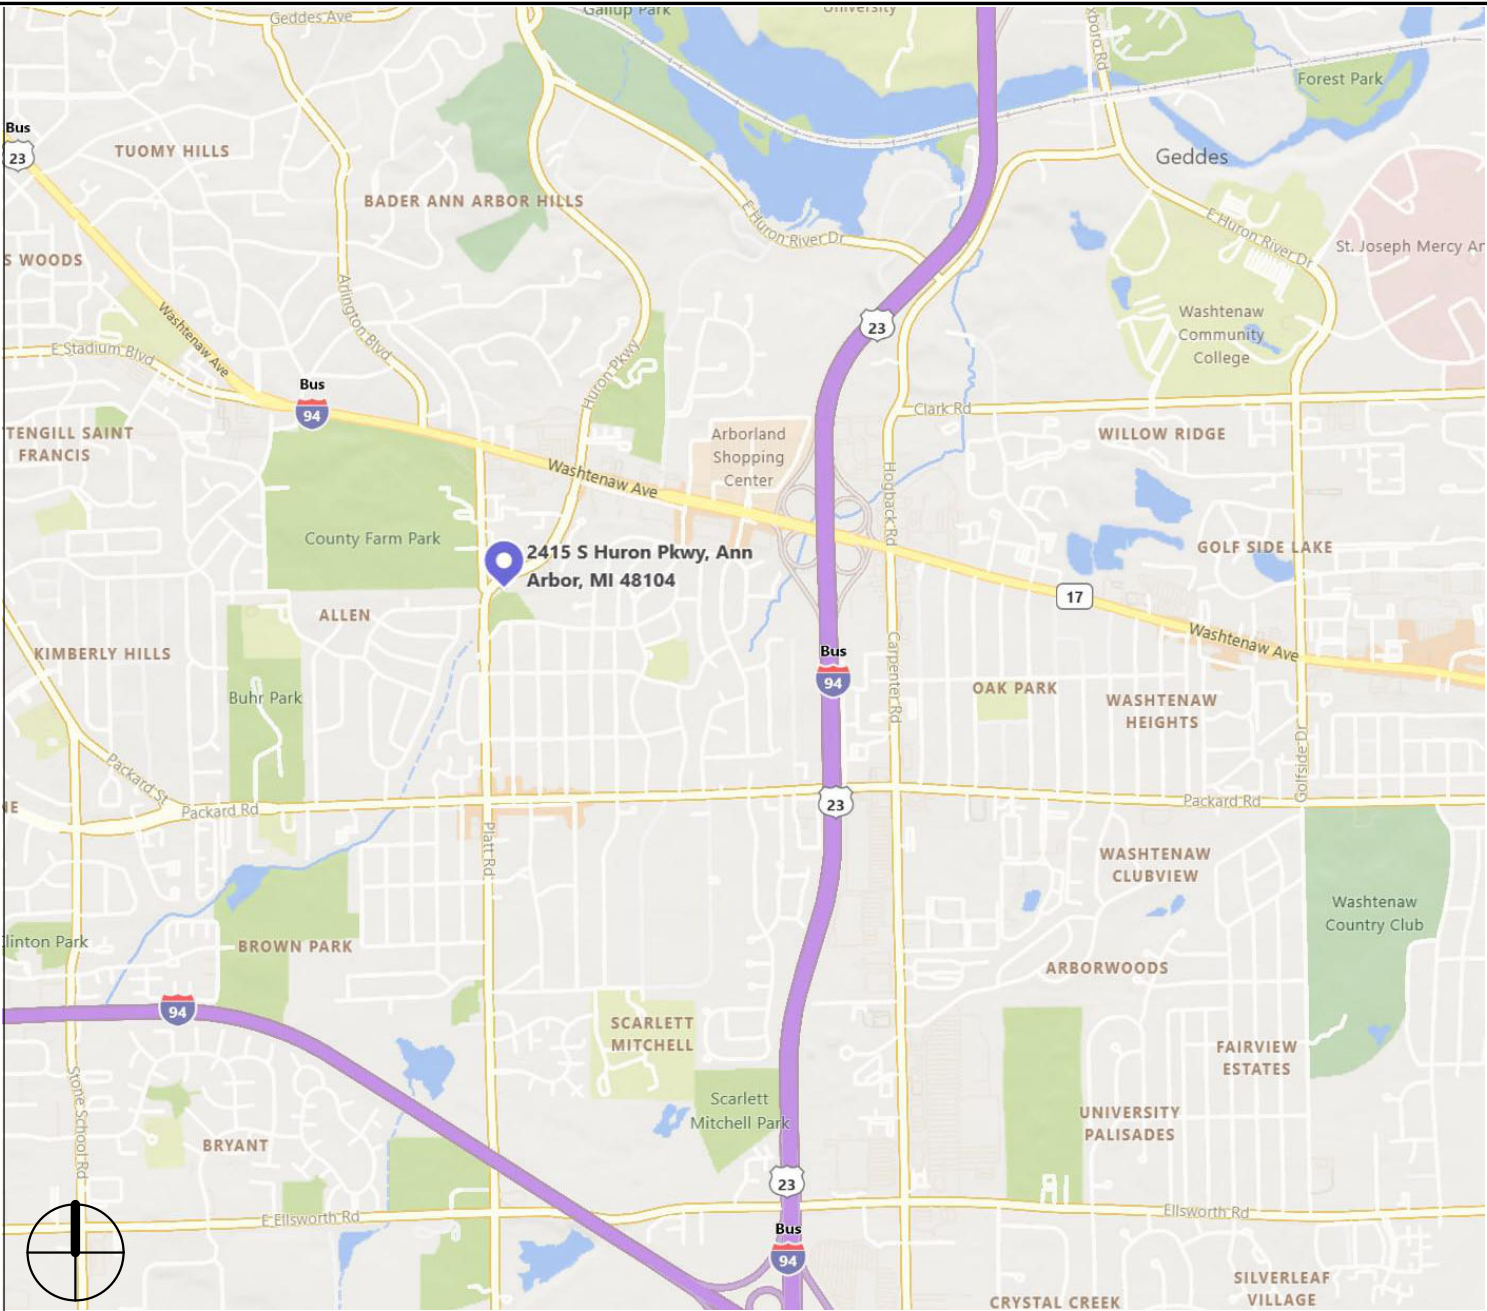 Geddes Ave
Gallup Park
University
xboro Rd
Forest Park
Bus
23
TUOMY HILLS
Geddes
BADER ANN ARBOR HILLS
E Huron River Dr
E Huron River Dr
St. Joseph Mercy An
S WOODS
Arlington Blvd
Washtenaw Ave
23
Washtenaw
Community
College
E Stadium Blvd
Huron Pkwy
Bus
94
Clark Rd
TENGILL SAINT
FRANCIS
Arborland
Shopping
Center
WILLOW RIDGE
Washtenaw Ave
Hogback Rd
County Farm Park
2415 S Huron Pkwy, Ann
Arbor, MI 48104
GOLF SIDE LAKE
17
ALLEN
Washtenaw Ave
KIMBERLY HILLS
Bus
94
Carpenter Rd
Buhr Park
OAK PARK
WASHTENAW
HEIGHTS
Golfside Dr
Packard St
NE
Packard Rd
23
Packard Rd
Platt Rd
WASHTENAW
CLUBVIEW
Washtenaw
Country Club
linton Park
BROWN PARK
ARBORWOODS
94
SCARLETT
MITCHELL
FAIRVIEW
ESTATES
Stone School Rd
Scarlett
Mitchell Park
UNIVERSITY
PALISADES
BRYANT
23
E Ellsworth Rd
Ellsworth Rd
Bus
94
SILVERLEAF
VILLAGE
CRYSTAL CREEK